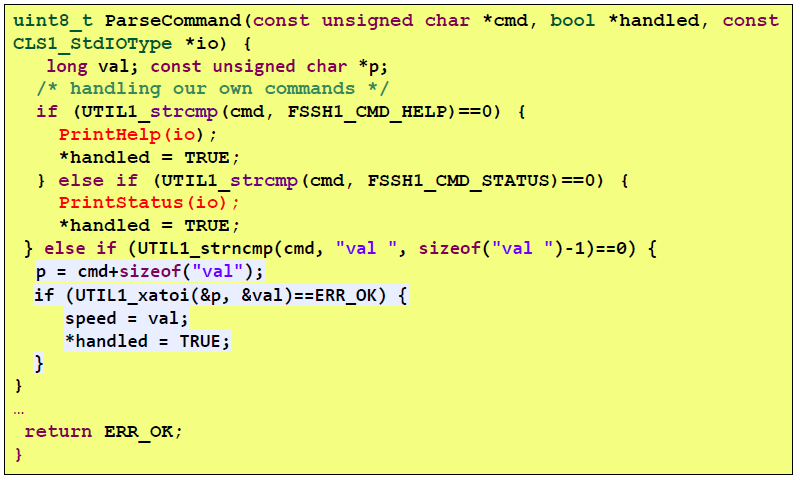 uint8_t ParseCommand(const unsigned char *cmd, bool *handled, const
CLS1_StdIOType *io) {
long val; const unsigned char *p;
/* handling our own commands */
if (UTIL1_strcmp(cmd, FSSH1_CMD_HELP)==0) {
PrintHelp(io);
*handled = TRUE;
} else if (UTIL1_strcmp(cmd, FSSH1_CMD_STATUS)==0) {
PrintStatus(io);
*handled = TRUE;
} else if (UTIL1_strncmp(cmd, "val ", sizeof("val ")-1)==0) {
p = cmd+sizeof("val");
if (UTIL1_xatoi(&p, &val)==ERR_OK) {
speed = val;
*handled = TRUE;
}
}
…
return ERR_OK;
}